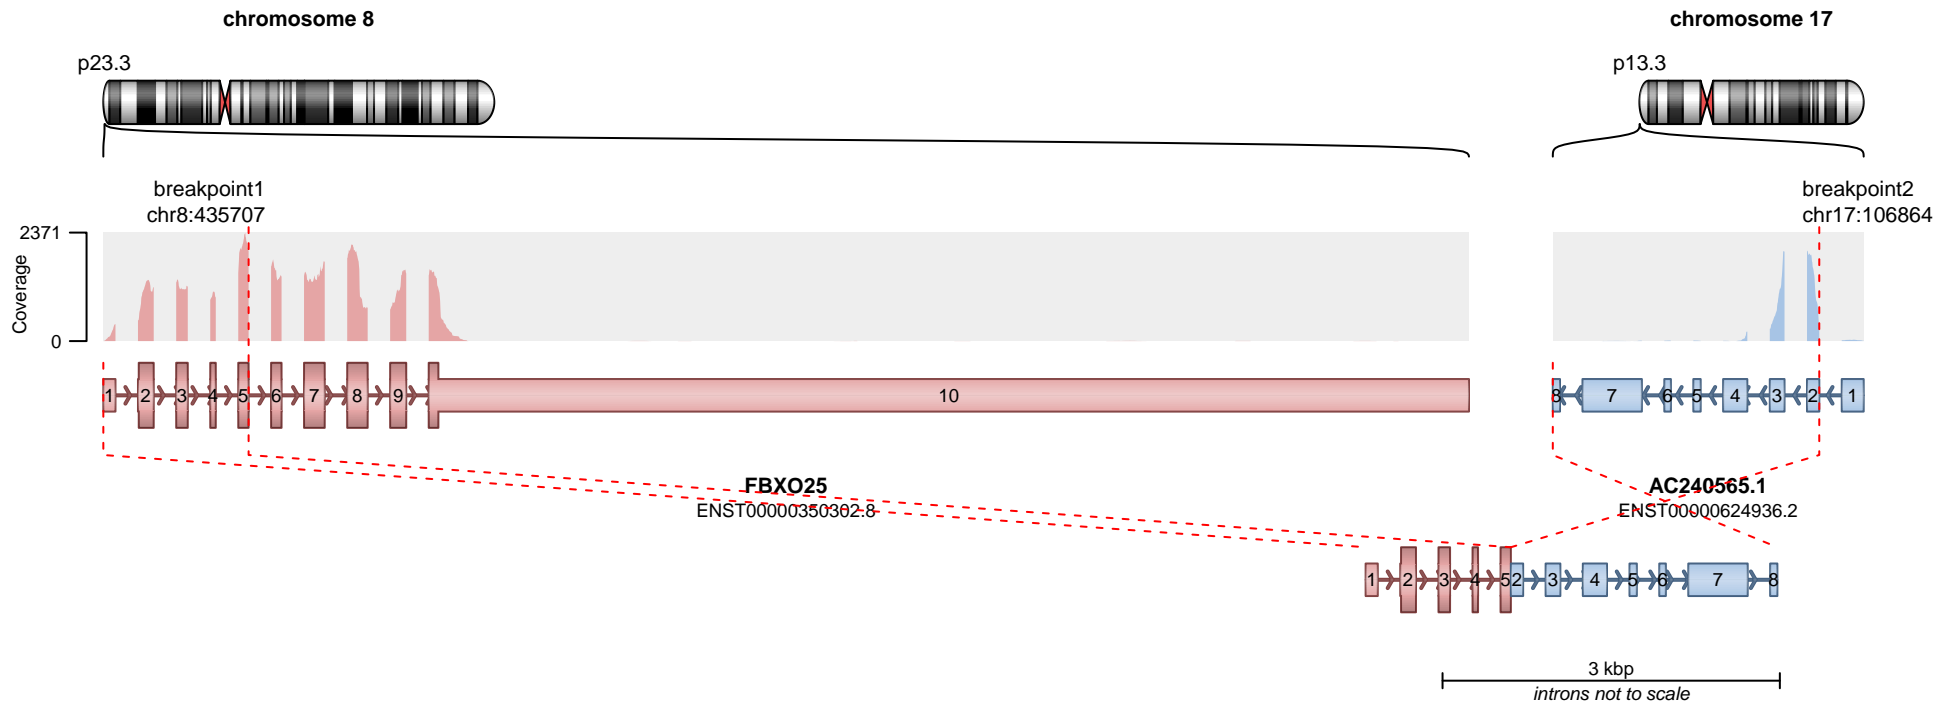 chromosome 8
chromosome 17
p23.3
p13.3
breakpoint1
chr8:435707
breakpoint2
chr17:106864
2371
Coverage
0
1 2 3 4 5 6 7 8 9 10
8 7 6 5 4 3 2 1
FBXO25
ENST00000350302.8
AC240565.1
ENST00000624936.2
1 2 3 4 5 2 3 4 5 6 7 8
3 kbp
introns not to scale